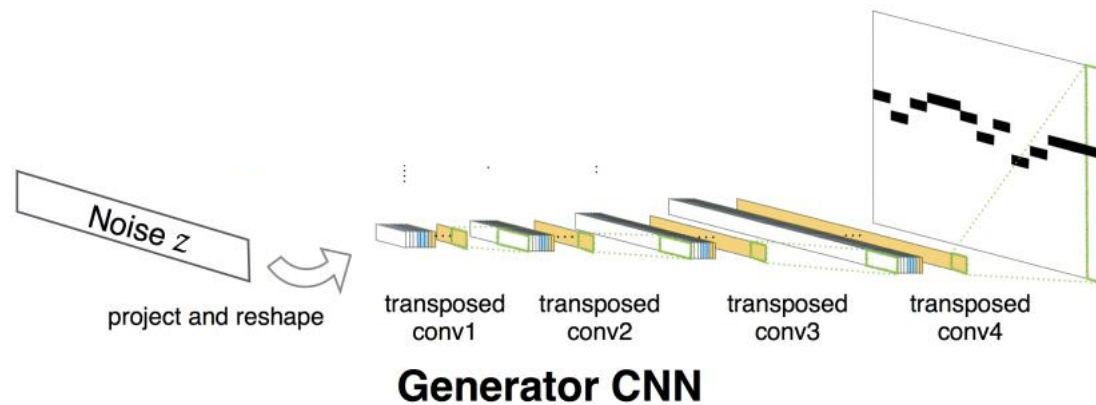 Noise z
project and reshape
transposed conv1
transposed conv2
transposed conv3
transposed conv4
Generator CNN